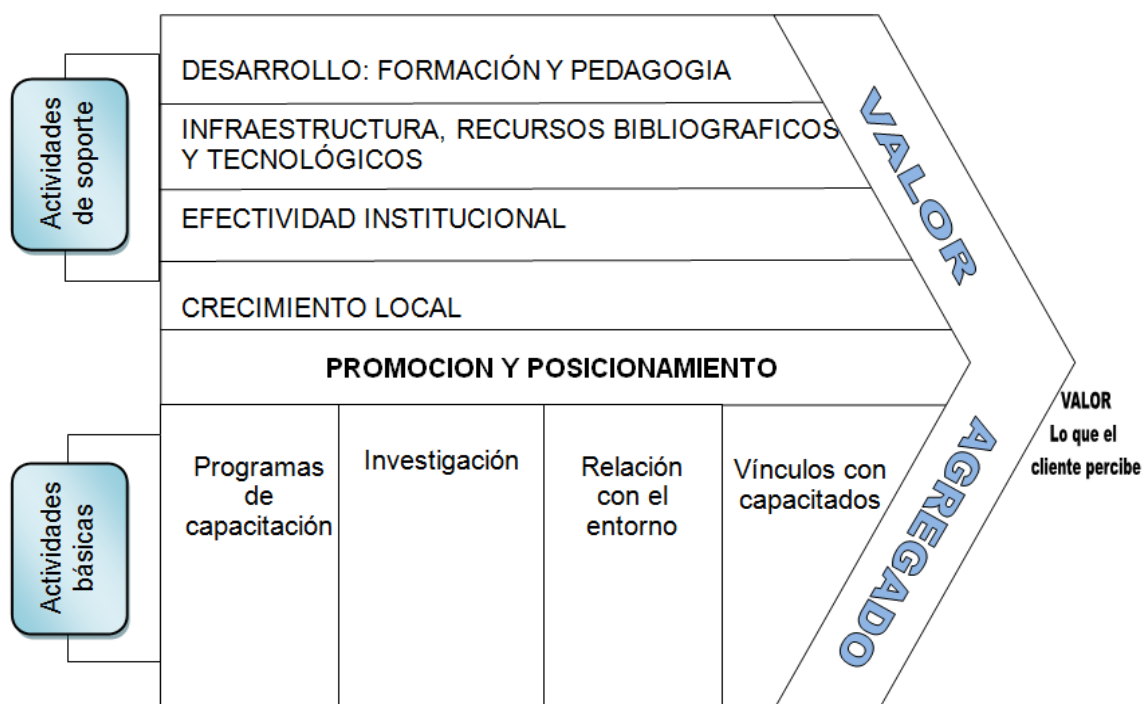 Actividades
de soporte
DESARROLLO: FORMACIÓN Y PEDAGOGIA
INFRAESTRUCTURA, RECURSOS BIBLIOGRAFICOS
Y TECNOLÓGICOS
EFECTIVIDAD INSTITUCIONAL
CRECIMIENTO LOCAL
PROMOCION Y POSICIONAMIENTO
Actividades
básicas
Programas
de
capacitación
Investigación
Relación
con el
entorno
Vínculos con
capacitados
VALOR
AGREGADO
VALOR
Lo que el
cliente percibe